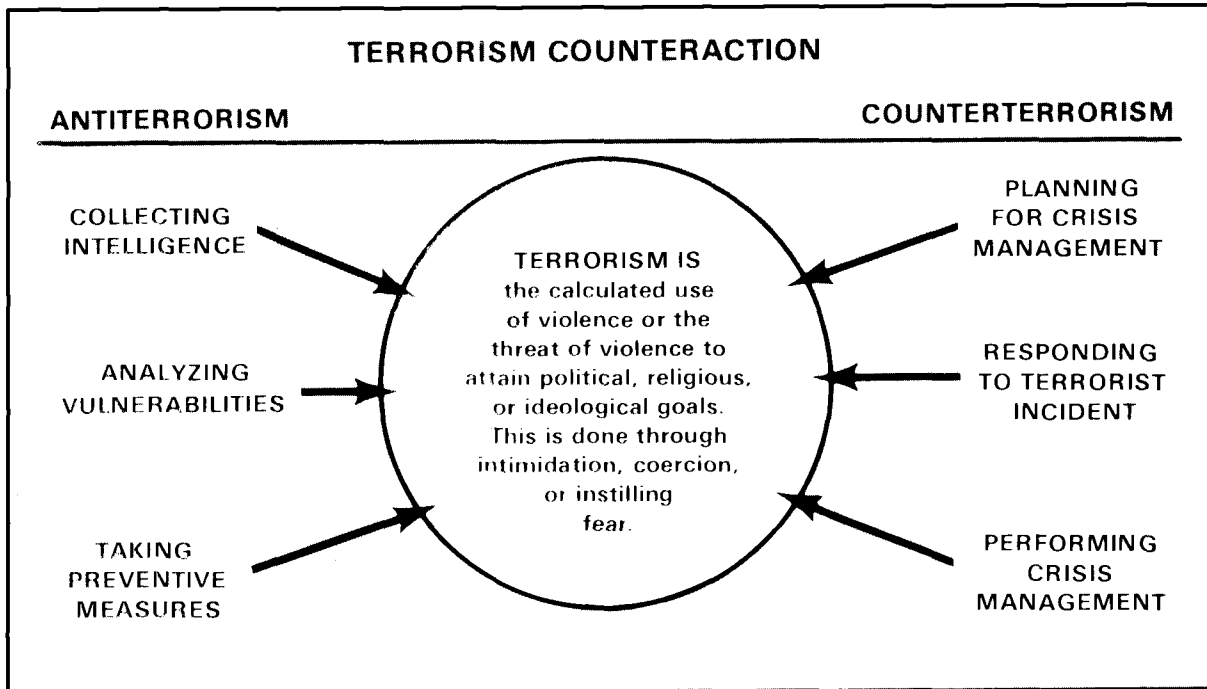 TERRORISM COUNTERACTION
ANTITERRORISM
COUNTERTERRORISM
COLLECTING
INTELLIGENCE
ANALYZING
VULNERABILITIES
TAKING
PREVENTIVE
MEASURES
TERRORISM IS
the calculated use
of violence or the
threat of violence to
attain political, religious,
or ideological goals.
This is done through
intimidation, coercion,
or instilling
fear.
PLANNING
FOR CRISIS
MANAGEMENT
RESPONDING
TO TERRORIST
INCIDENT
PERFORMING
CRISIS
MANAGEMENT